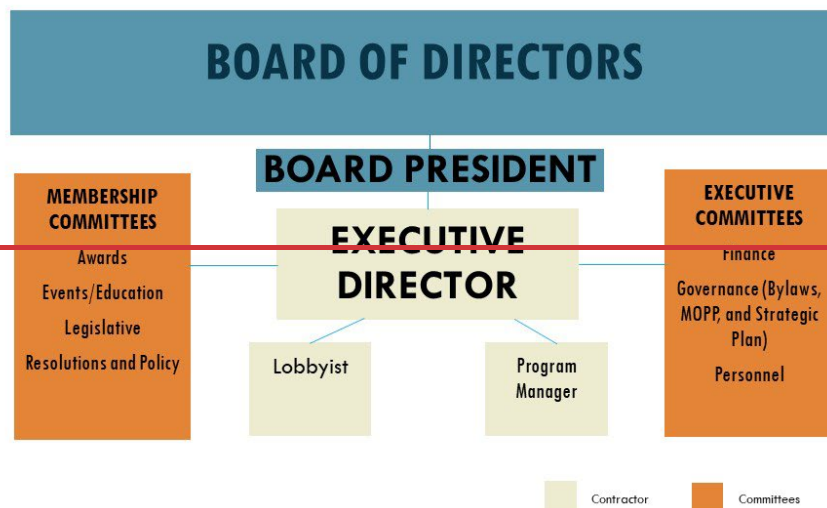 BOARD OF DIRECTORS
BOARD PRESIDENT
MEMBERSHIP
COMMITTEES
Awards
Events/Education
Legislative
Resolutions and Policy
EXECUTIVE
DIRECTOR
EXECUTIVE
COMMITTEES
Finance
Governance (Bylaws,
MOPP, and Strategic
Plan)
Personnel
Lobbyist
Program
Manager
Contractor
Committees